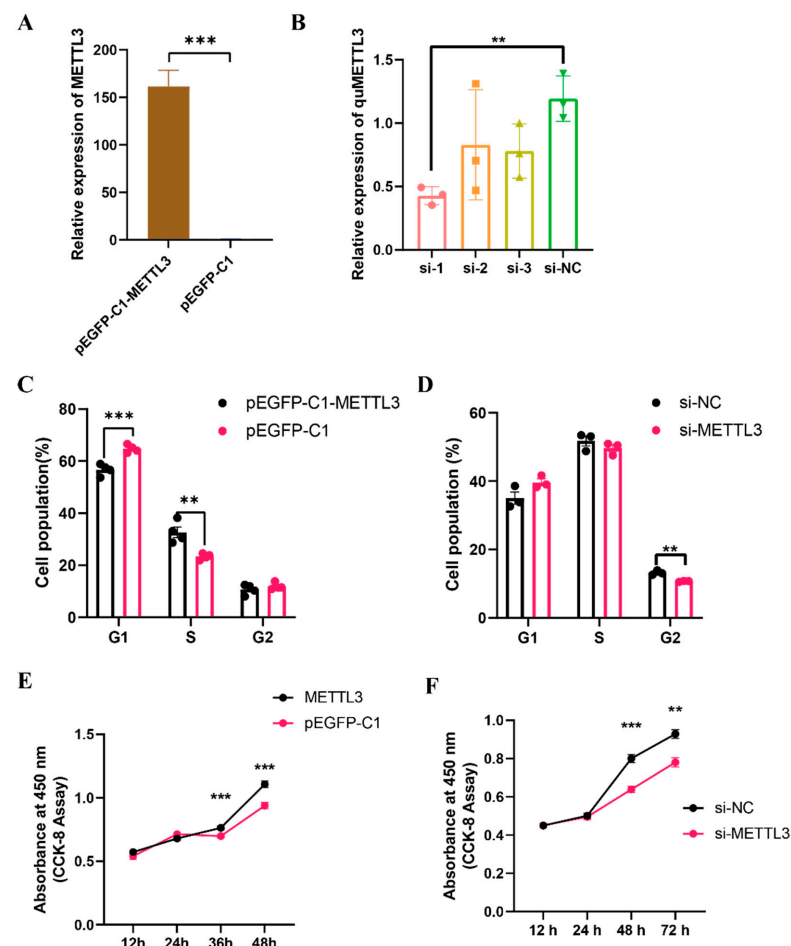 A
Relative expression of METTL3
200
150
100
50
0
***
pEGFP-C1-METTL3
pEGFP-C1
B
Relative expression of quMETTL3
1.5
1.0
0.5
0.0
**
si-1 si-2 si-3 si-NC
C
Cell population(%)
80
60
40
20
0
***
**
G1 S G2
pEGFP-C1-METTL3
pEGFP-C1
D
Cell population (%)
60
40
20
0
**
G1 S G2
si-NC
si-METTL3
E
Absorbance at 450 nm
(CCK-8 Assay)
1.5
1.0
0.5
0.0
*** ***
12h 24h 36h 48h
METTL3
pEGFP-C1
F
Absorbance at 450 nm
(CCK-8 Assay)
1.0
0.8
0.6
0.4
0.2
0.0
*** **
12 h 24 h 48 h 72 h
si-NC
si-METTL3